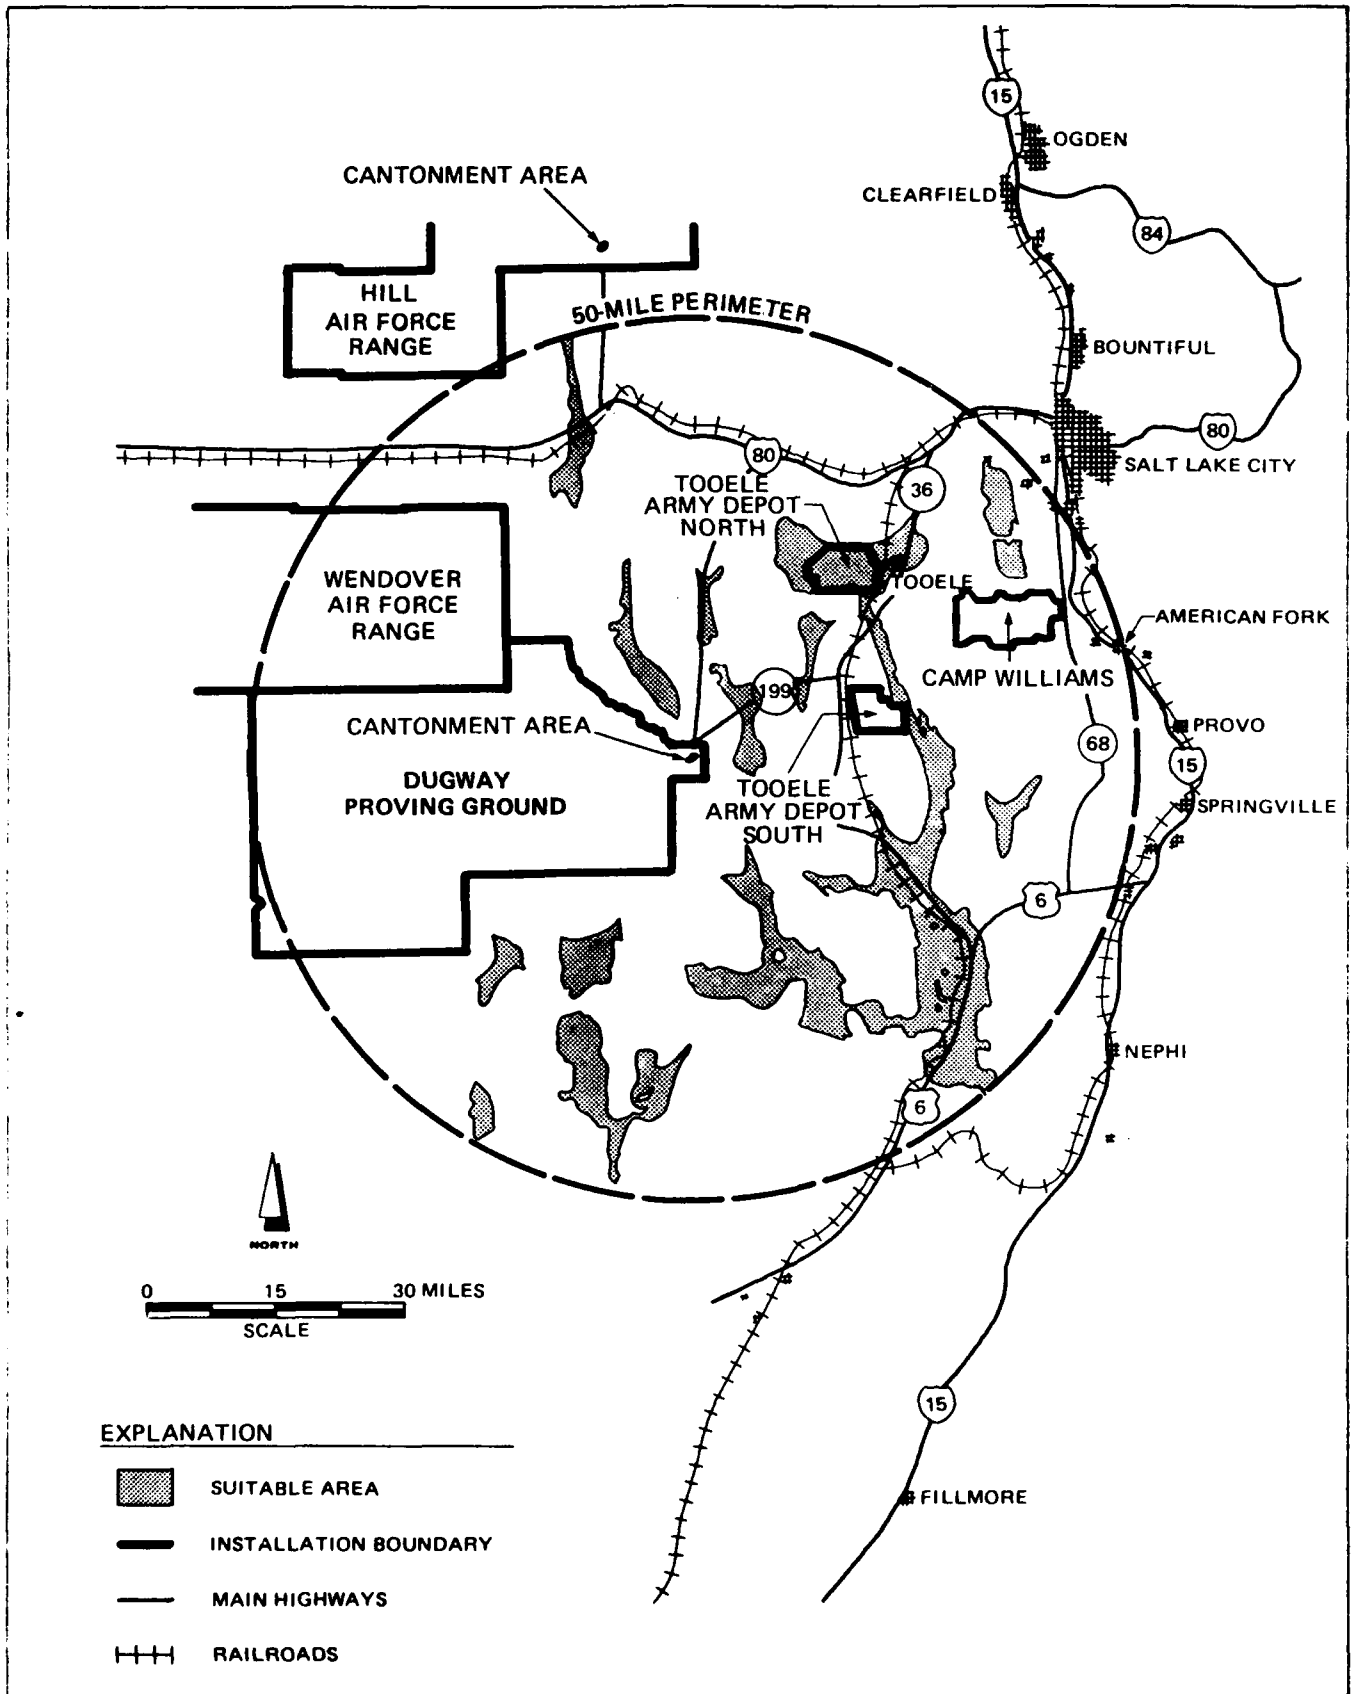 15
OGDEN
CANTONMENT AREA
CLEARFIELD
84
HILL
AIR FORCE
RANGE
50-MILE PERIMETER
BOUNTIFUL
80
SALT LAKE CITY
80
TOOELE
ARMY DEPOT
NORTH
36
WENDOVER
AIR FORCE
RANGE
TOOELE
AMERICAN FORK
CAMP WILLIAMS
199
CANTONMENT AREA
PROVO
68
15
DUGWAY
PROVING GROUND
TOOELE
ARMY DEPOT
SOUTH
SPRINGVILLE
6
NEPHI
6
NORTH
0 15 30 MILES
SCALE
15
EXPLANATION
SUITABLE AREA
FILLMORE
INSTALLATION BOUNDARY
MAIN HIGHWAYS
RAILROADS